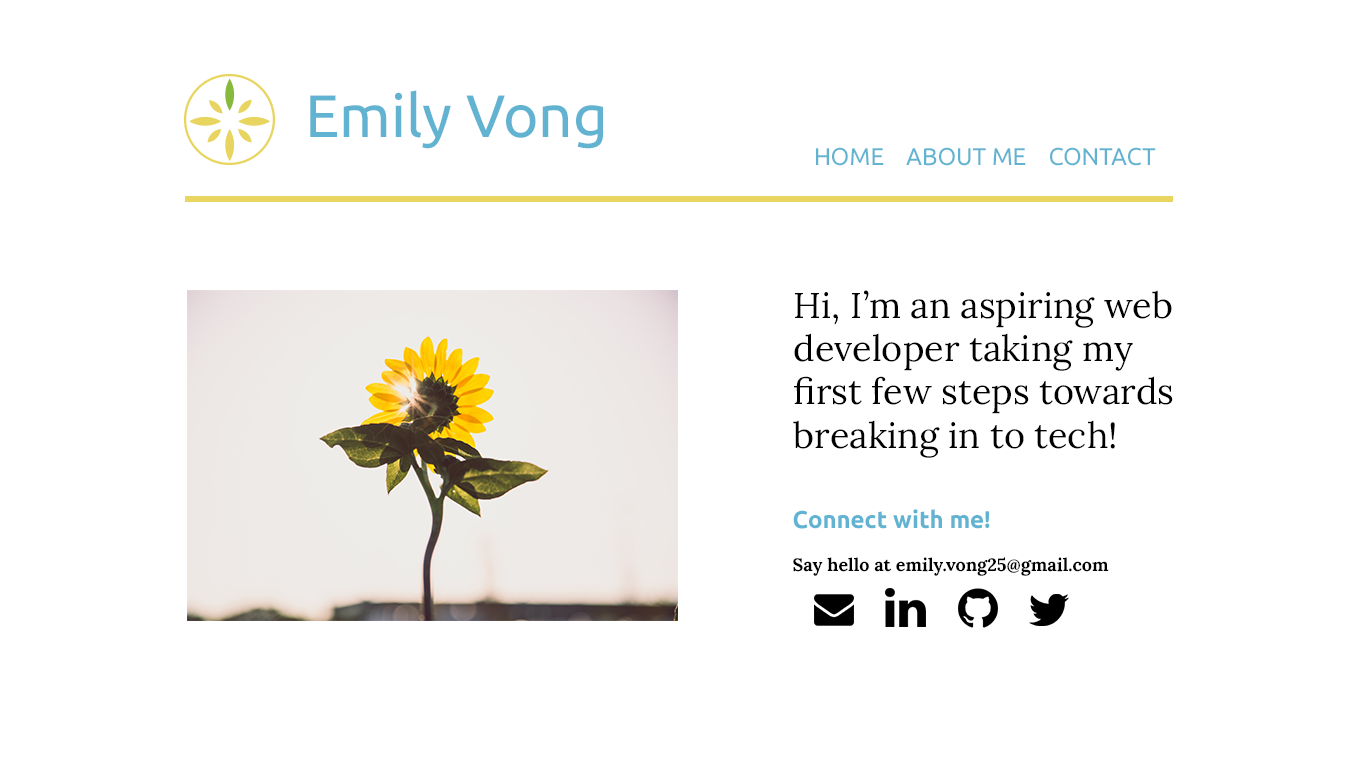 Emily Vong
HOME ABOUT ME CONTACT
Hi, I’m an aspiring web
developer taking my
first few steps towards
breaking in to tech!
Connect with me!
Say hello at emily.vong25@gmail.com